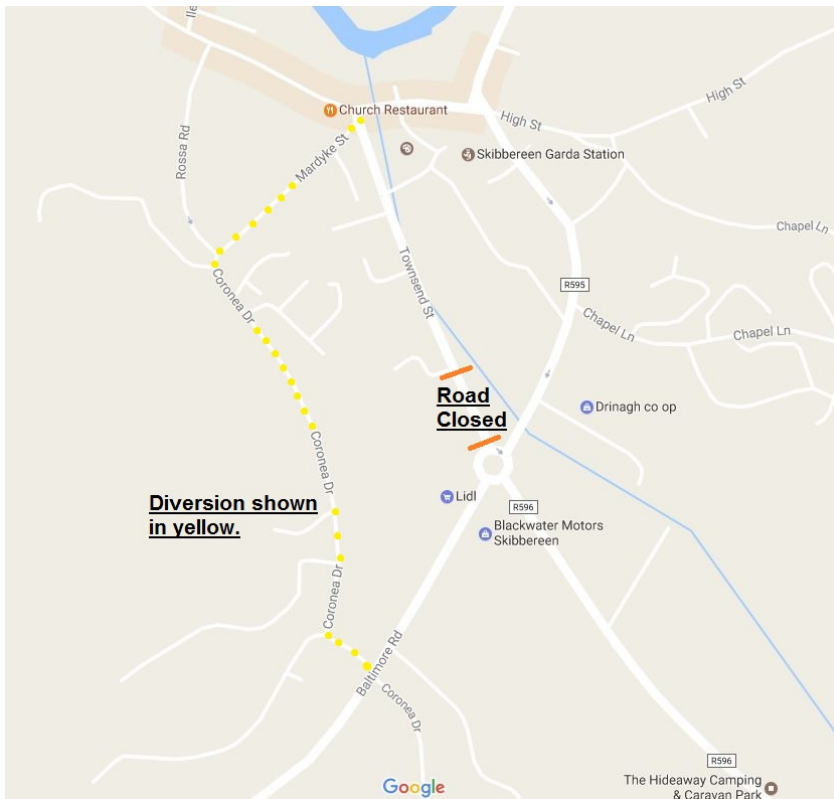 Ile
Church Restaurant
High St
High St
Rossa Rd
Mardyke St
Skibbereen Garda Station
Chapel Ln
Coronea Dr
Townsend St
R595
Chapel Ln
Chapel Ln
Road
Closed
Drinagh co op
Coronea Dr
Diversion shown
in yellow.
Lidl
R596
Blackwater Motors
Skibbereen
Coronea Dr
Baltimore Rd
Coronea Dr
R596
Google
The Hideaway Camping
& Caravan Park